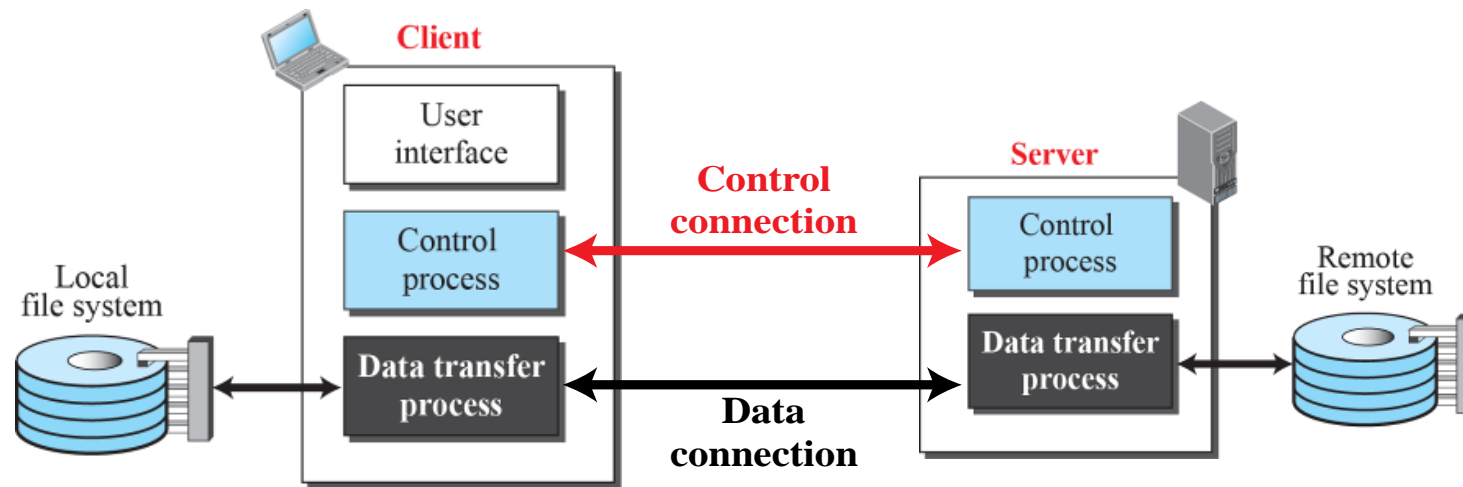 Client
User
interface
Control
process
Data transfer
process
Local
file system
Control
connection
Data
connection
Server
Control
process
Data transfer
process
Remote
file system